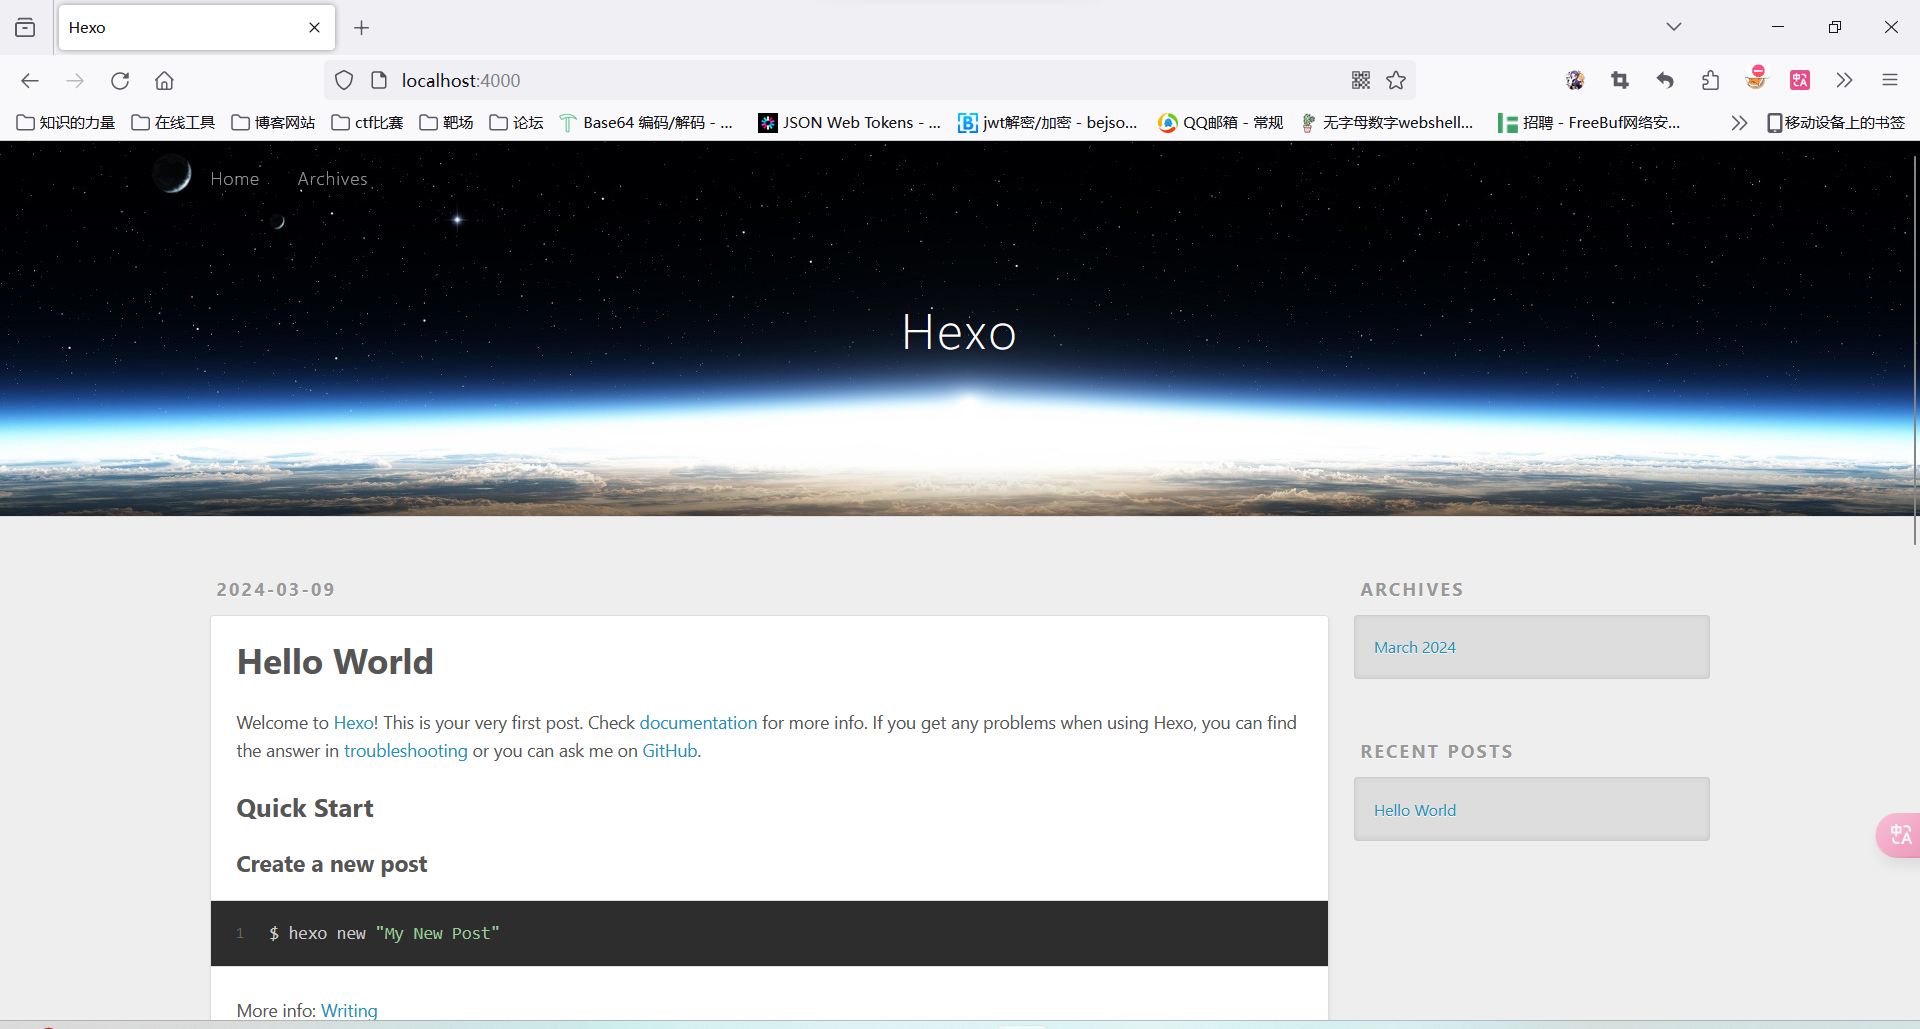 Hexo
localhost:4000
知识的力量
在线工具
博客网站
ctf比赛
靶场
论坛
Base64 编码/解码 - ...
JSON Web Tokens - ...
jwt解密/加密 - bejso...
QQ邮箱 - 常规
无字母数字webshell...
招聘 - FreeBuf网络安...
移动设备上的书签
Home
Archives
Hexo
2024-03-09
Hello World
Welcome to Hexo! This is your very first post. Check documentation for more info. If you get any problems when using Hexo, you can find
the answer in troubleshooting or you can ask me on GitHub.
Quick Start
Create a new post
1 $ hexo new "My New Post"
More info: Writing
ARCHIVES
March 2024
RECENT POSTS
Hello World